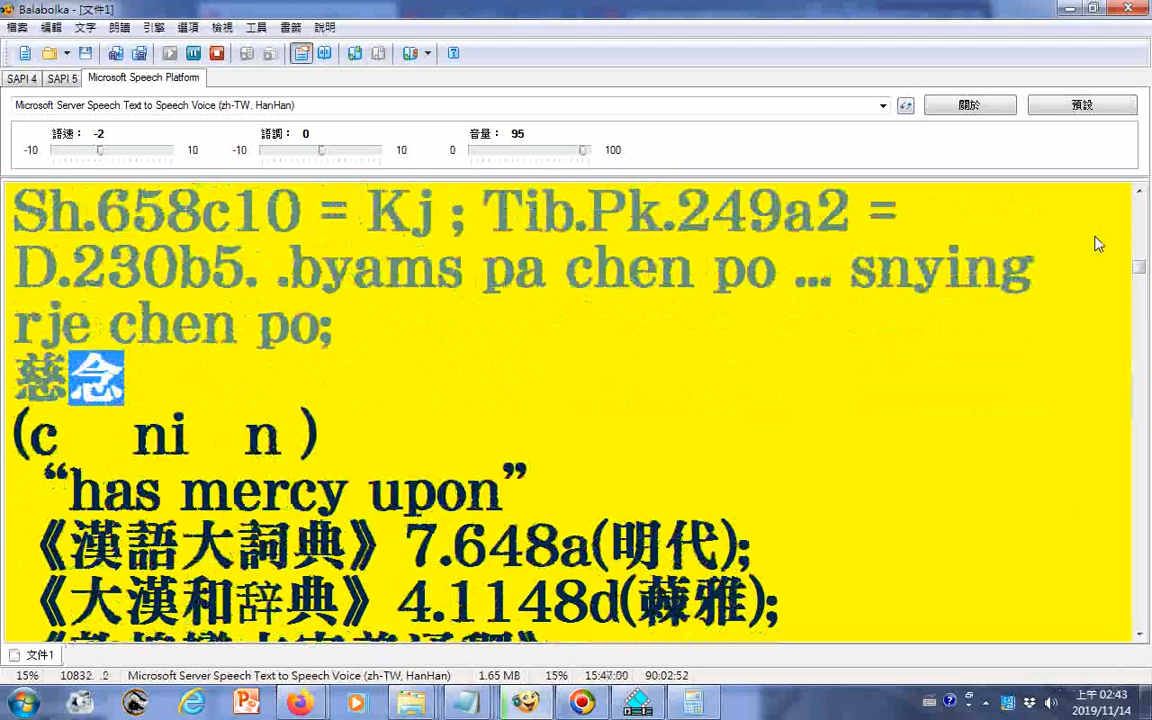 Balabolka - [文件1]
檔案 編輯 文字 朗讀 引擎 選項 檢視 工具 書籤 說明
SAPI 4 SAPI 5 Microsoft Speech Platform
Microsoft Server Speech Text to Speech Voice (zh-TW, HanHan)
關於 預設
語速： -2 語調： 0 音量： 95
-10 10 -10 10 0 100
Sh.658c10 = Kj ; Tib.Pk.249a2 =
D.230b5. .byams pa chen po ... snying
rje chen po;
慈念
(c ni n )
“has mercy upon”
《漢語大詞典》 7.648a(明代);
《大漢和辞典》 4.1148d(蘇雅);
文件1
15% 10832. .2 Microsoft Server Speech Text to Speech Voice (zh-TW, HanHan) 1.65 MB 15% 15:47:00 90:02:52
上午 02:43
2019/11/14